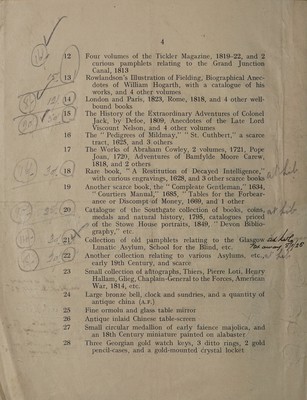 4
12 Four volumes of the Tickler Magazine, 1819-22, and 2
curious pamphlets relating to the Grand Junction
Canal, 1813
13 Rowlandson's Illustration of Fielding, Biographical Anec-
dotes of William Hogarth, with a catalogue of his
works, and 4 other volumes
14 London and Paris, 1823, Rome, 1818, and 4 other well-
bound books
15 The History of the Extraordinary Adventures of Colonel
Jack, by Defoe, 1809, Anecdotes of the Late Lord
Viscount Nelson, and 4 other volumes
16 The "Pedigrees of Mildmay," "St. Cuthbert," a scarce
tract, 1625, and 3 others
17 The Works of Abraham Cowley, 2 volumes, 1721, Pope
Joan, 1729, Adventures of Bamfylde Moore Carew,
1818, and 2 others
18 Rare book, "A Restitution of Decayed Intelligence,"
with curious engravings, 1628, and 3 other scarce books
19 Another scarce book, the "Compleate Gentleman," 1634,
"Courtiers Manual," 1685, "Tables for the Forbear-
ance or Discompt of Money, 1669, and 1 other
20 Catalogue of the Southgate collection of books, coins,
medals and natural history, 1795, catalogues priced
of the Stowe House portraits, 1849, "Devon Biblio-
graphy," etc.
21 Collection of old pamphlets relating to the Glasgow
Lunatic Asylum, School for the Blind, etc.
22 Another collection relating to various Asylums, etc.,
early 19th Century, and scarce
23 Small collection of autographs, Thiers, Pierre Loti, Henry
Hallam, Glieg, Chaplain-General to the Forces, American
War, 1814, etc.
24 Large bronze bell, clock and sundries, and a quantity of
antique china (A.F.)
25 Fine ormolu and glass table mirror
26 Antique inlaid Chinese table-screen
27 Small circular medallion of early faience majolica, and
an 18th Century miniature painted on alabaster
28 Three Georgian gold watch keys, 3 ditto rings, 2 gold
pencil-cases, and a gold-mounted crystal locket